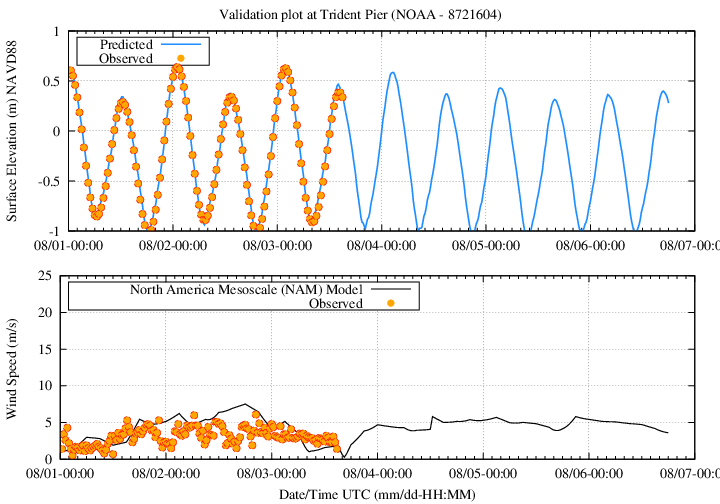 Validation plot at Trident Pier (NOAA - 8721604)
Surface Elevation (m) NAVD88
Predicted
Observed
1
0.5
0
-0.5
-1
08/01-00:00 08/02-00:00 08/03-00:00 08/04-00:00 08/05-00:00 08/06-00:00 08/07-00:00
Wind Speed (m/s)
North America Mesoscale (NAM) Model
Observed
25
20
15
10
5
0
08/01-00:00 08/02-00:00 08/03-00:00 08/04-00:00 08/05-00:00 08/06-00:00 08/07-00:00
Date/Time UTC (mm/dd-HH:MM)